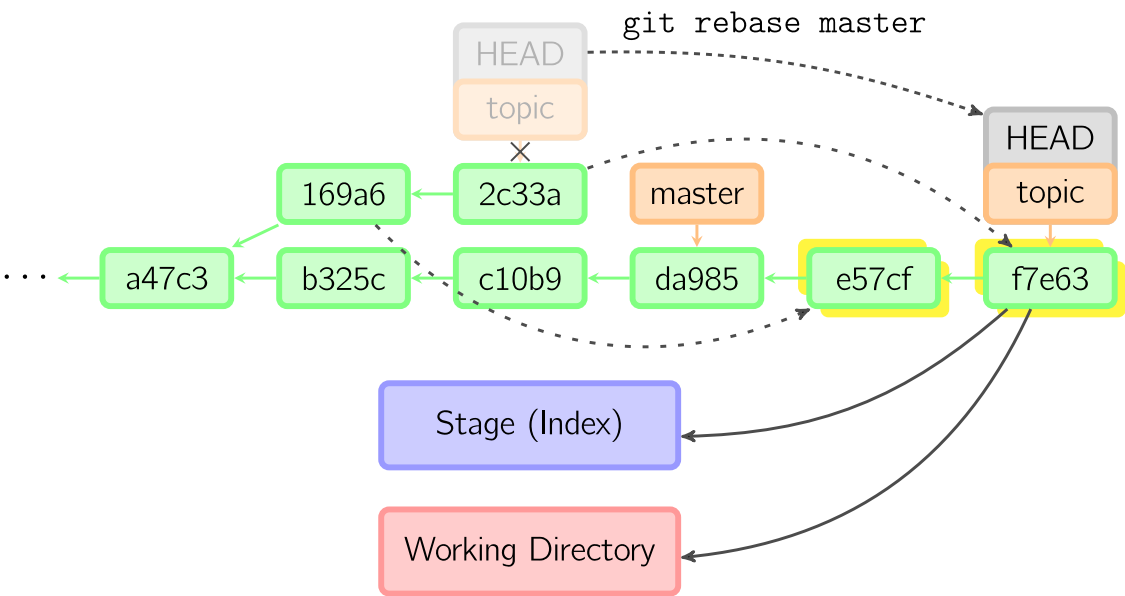 git rebase master
HEAD
topic
HEAD
topic
169a6
2c33a
master
...
a47c3
b325c
c10b9
da985
e57cf
f7e63
Stage (Index)
Working Directory